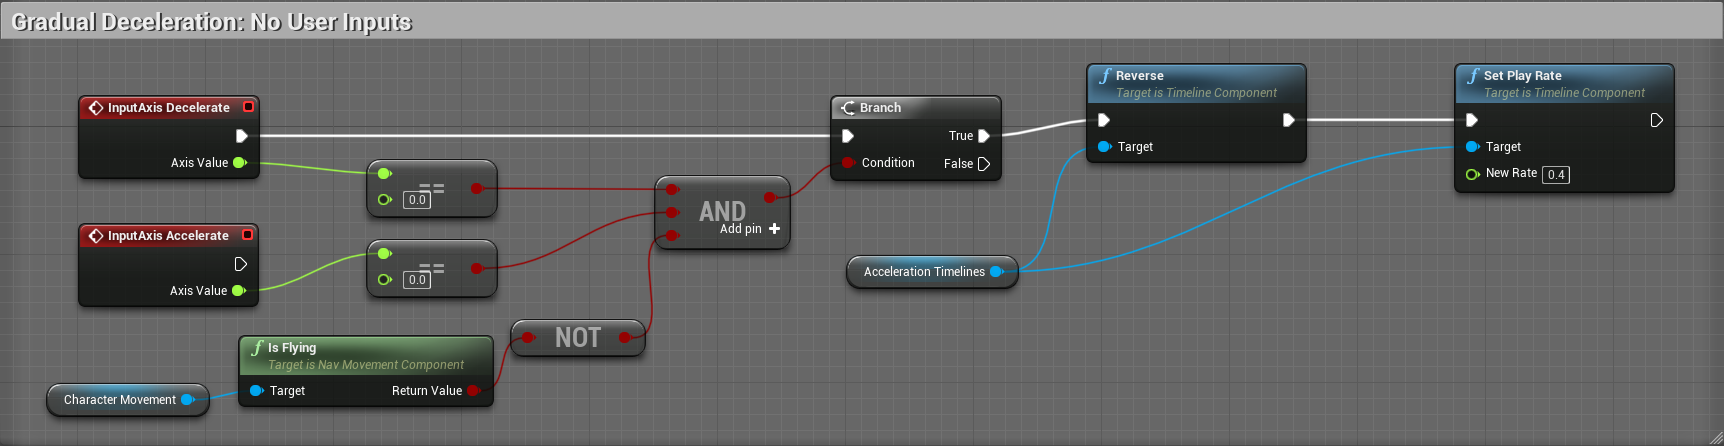 Gradual Deceleration: No User Inputs
InputAxis Decelerate
Axis Value
==
0.0
InputAxis Accelerate
Axis Value
==
0.0
AND
Add pin
NOT
Is Flying
Target is Nav Movement Component
Target
Return Value
Character Movement
Branch
True
Condition
False
Acceleration Timelines
Reverse
Target is Timeline Component
Target
Set Play Rate
Target is Timeline Component
Target
New Rate 0.4